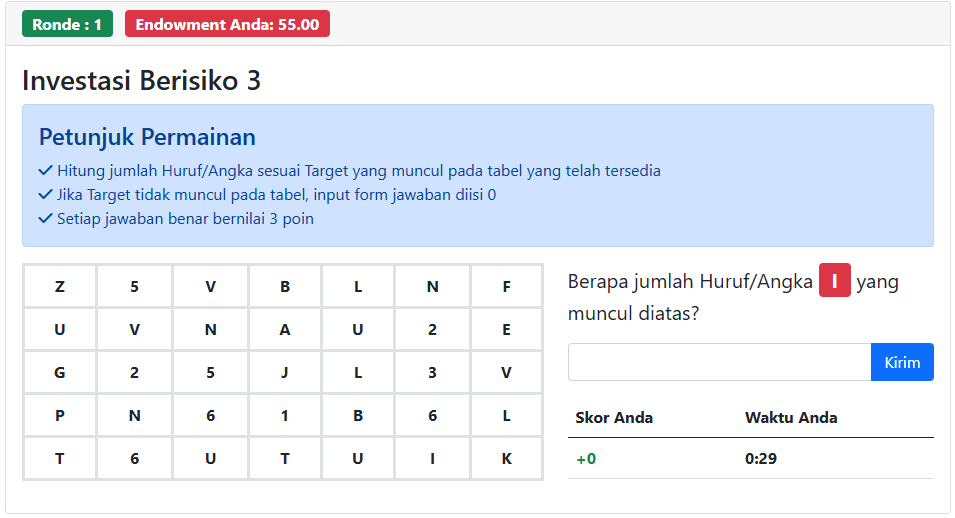 Ronde : 1 Endowment Anda: 55.00
Investasi Berisiko 3
Petunjuk Permainan
Hitung jumlah Huruf/Angka sesuai Target yang muncul pada tabel yang telah tersedia
Jika Target tidak muncul pada tabel, input form jawaban diisi 0
Setiap jawaban benar bernilai 3 poin
Z 5 V B L N F
U V N A U 2 E
G 2 5 J L 3 V
P N 6 1 B 6 L
T 6 U T U I K
Berapa jumlah Huruf/Angka I yang
muncul diatas?
Kirim
Skor Anda Waktu Anda
+0 0:29